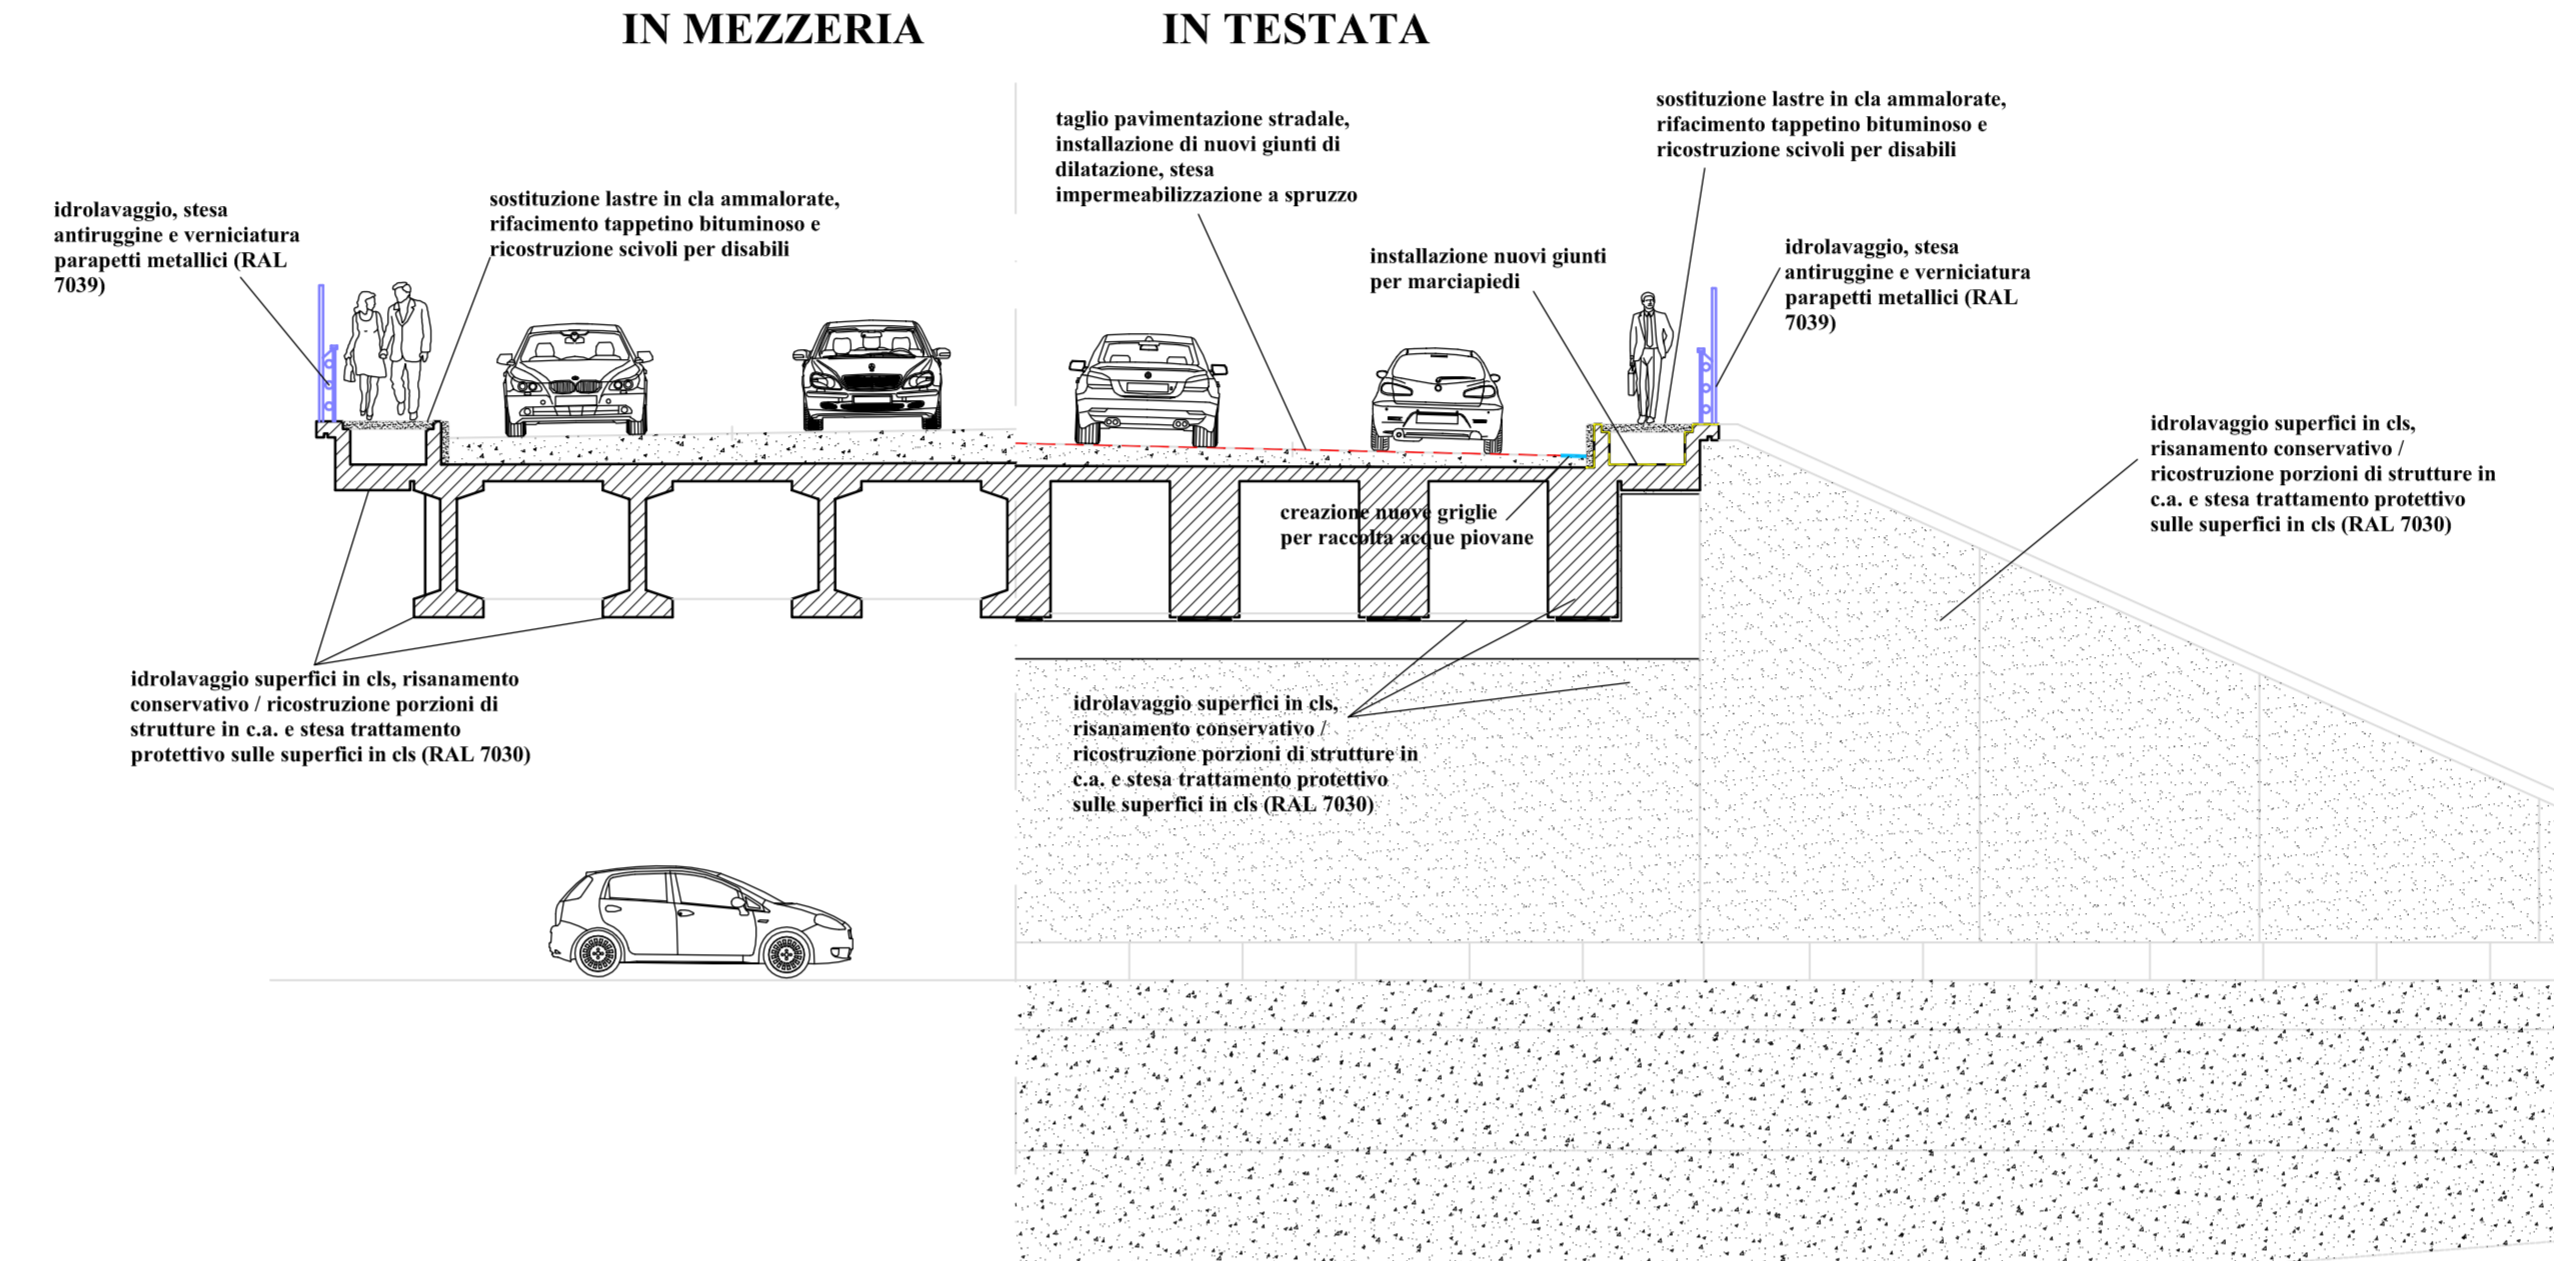 IN MEZZERIA
IN TESTATA
idrolavaggio, stesa
antiruggine e verniciatura
parapetti metallici (RAL
7039)
sostituzione lastre in cla ammalorate,
rifacimento tappetino bituminoso e
ricostruzione scivoli per disabili
taglio pavimentazione stradale,
installazione di nuovi giunti di
dilatazione, stesa
impermeabilizzazione a spruzzo
installazione nuovi giunti
per marciapiedi
sostituzione lastre in cla ammalorate,
rifacimento tappetino bituminoso e
ricostruzione scivoli per disabili
idrolavaggio, stesa
antiruggine e verniciatura
parapetti metallici (RAL
7039)
idrolavaggio superfici in cls,
risanamento conservativo /
ricostruzione porzioni di strutture in
c.a. e stesa trattamento protettivo
sulle superfici in cls (RAL 7030)
creazione nuove griglie
per raccolta acque piovane
idrolavaggio superfici in cls, risanamento
conservativo / ricostruzione porzioni di
strutture in c.a. e stesa trattamento
protettivo sulle superfici in cls (RAL 7030)
idrolavaggio superfici in cls,
risanamento conservativo /
ricostruzione porzioni di strutture in
c.a. e stesa trattamento protettivo
sulle superfici in cls (RAL 7030)